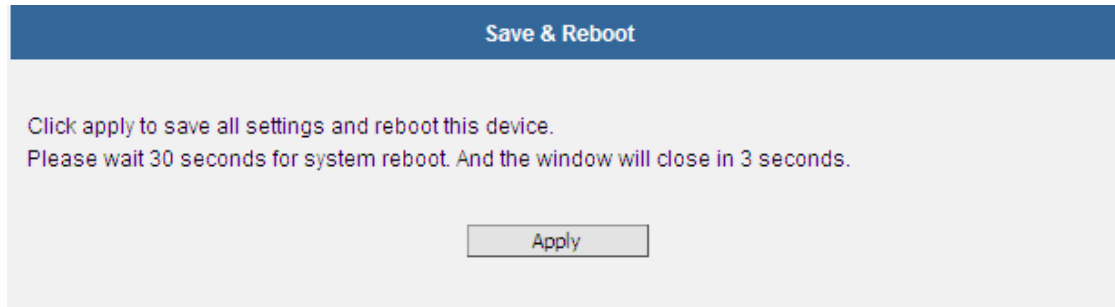 Save & Reboot
Click apply to save all settings and reboot this device.
Please wait 30 seconds for system reboot. And the window will close in 3 seconds.
Apply